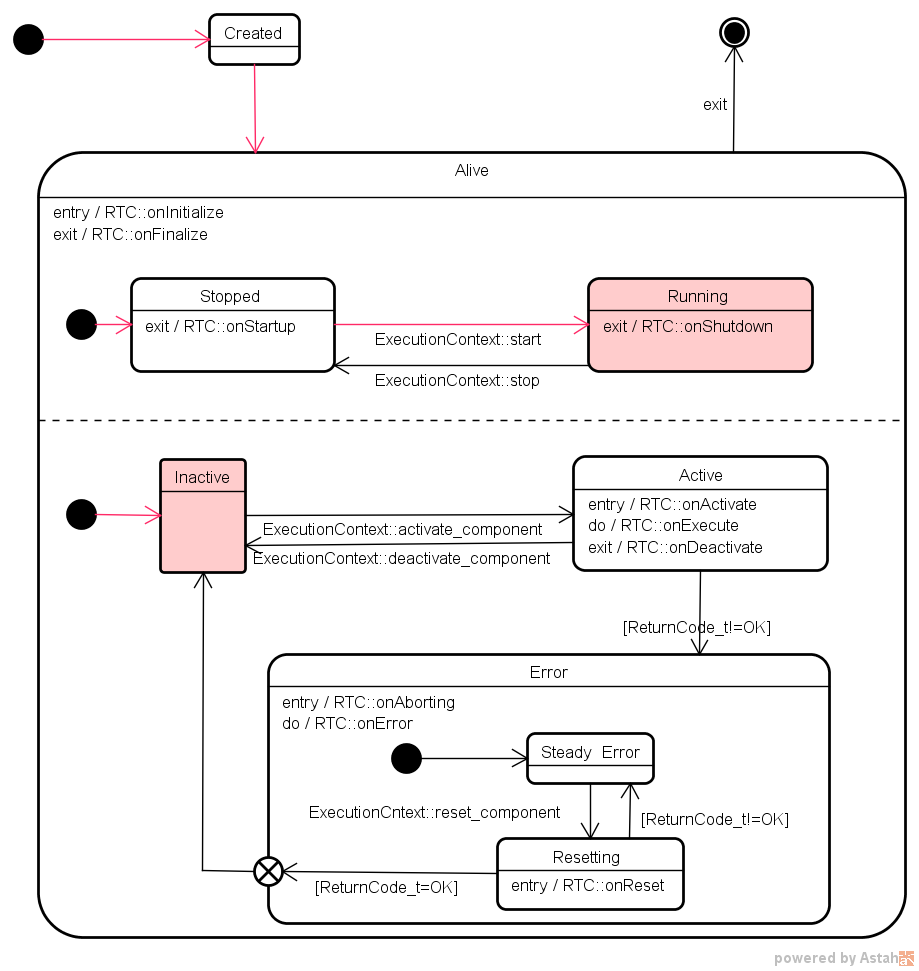 Created
exit
Alive
entry / RTC::onInitialize
exit / RTC::onFinalize
Stopped
exit / RTC::onStartup
Running
exit / RTC::onShutdown
ExecutionContext::start
ExecutionContext::stop
Inactive
Active
entry / RTC::onActivate
do / RTC::onExecute
exit / RTC::onDeactivate
ExecutionContext::activate_component
ExecutionContext::deactivate_component
[ReturnCode_t!=OK]
Error
entry / RTC::onAborting
do / RTC::onError
Steady Error
ExecutionCntext::reset_component
[ReturnCode_t!=OK]
Resetting
entry / RTC::onReset
[ReturnCode_t=OK]
powered by Astah